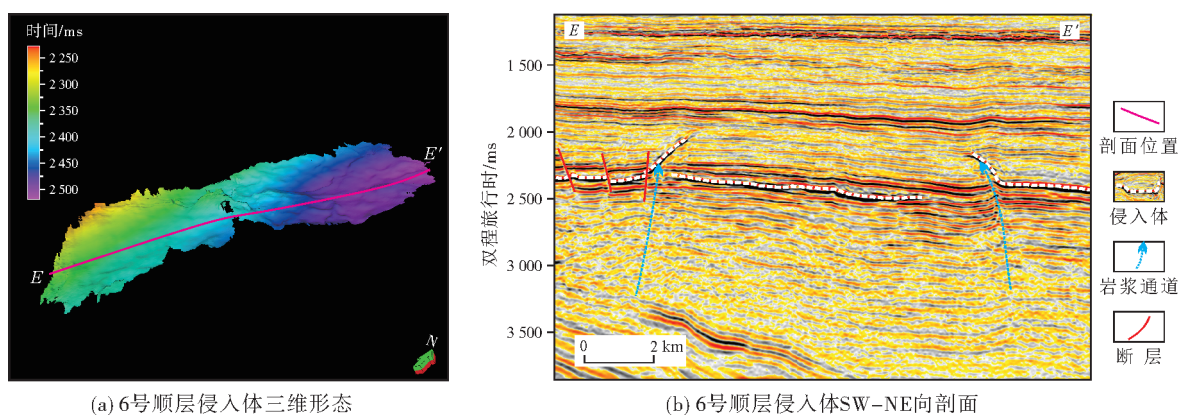 时间/ms
2 250
2 300
2 350
2 400
2 450
2 500
E
E′
N
(a) 6号顺层侵入体三维形态
E
E′
1 500
2 000
2 500
3 000
3 500
双程旅行时/ms
0
2 km
(b) 6号顺层侵入体SW-NE向剖面
剖面位置
侵入体
岩浆通道
断 层